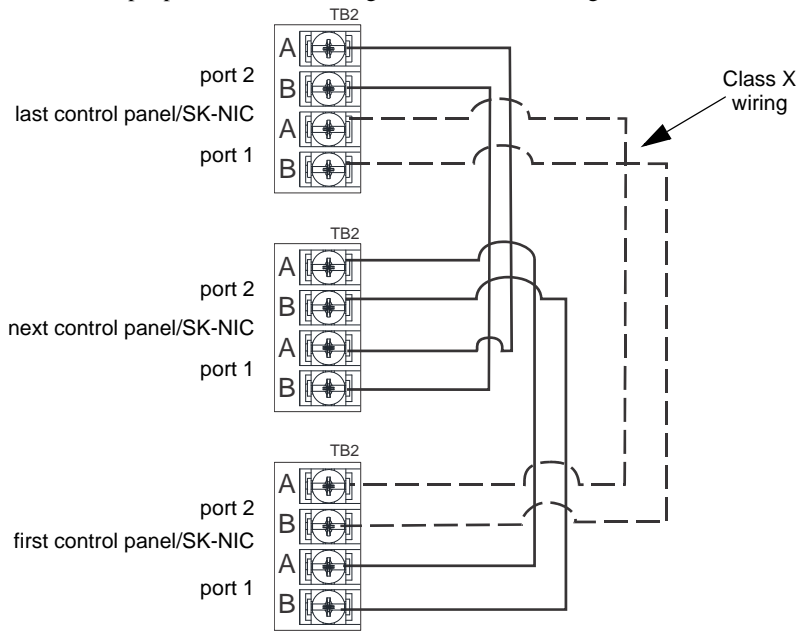 TB2
A
port 2
B
last control panel/SK-NIC
A
port 1
B
Class X
wiring
TB2
A
port 2
B
next control panel/SK-NIC
A
port 1
B
TB2
A
port 2
B
first control panel/SK-NIC
A
port 1
B